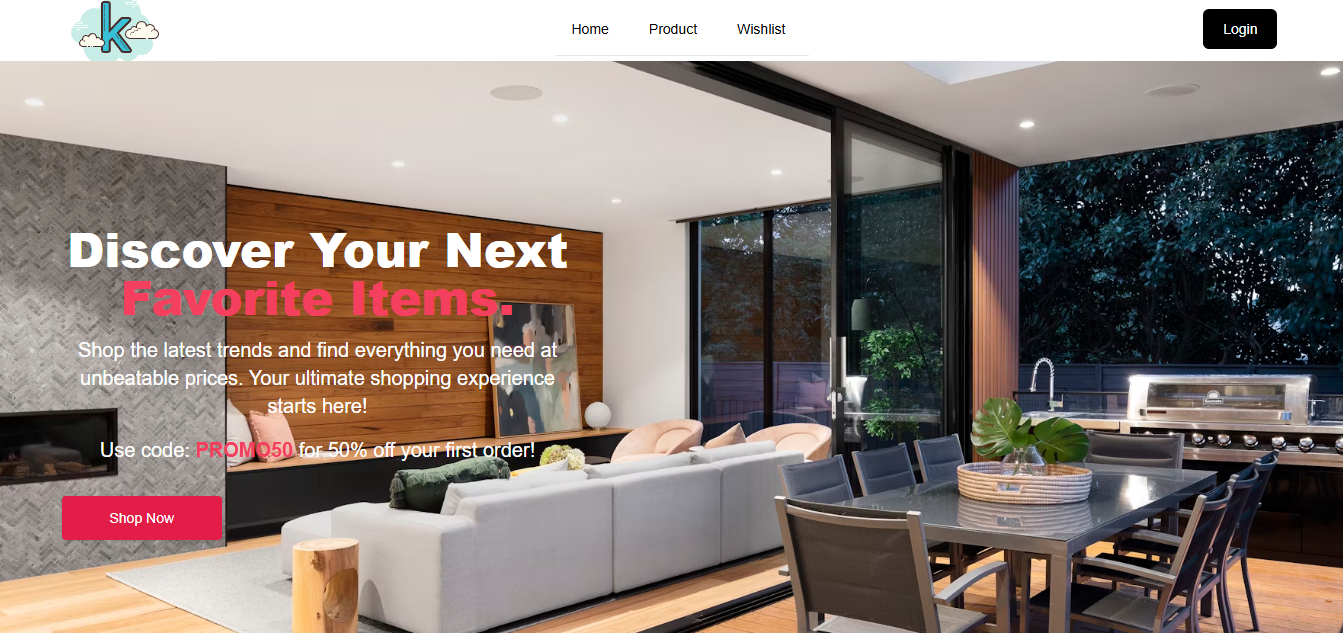 k
Home
Product
Wishlist
Login
Discover Your Next
Favorite Items.
Shop the latest trends and find everything you need at
unbeatable prices. Your ultimate shopping experience
starts here!
Use code: PROMO50 for 50% off your first order!
Shop Now